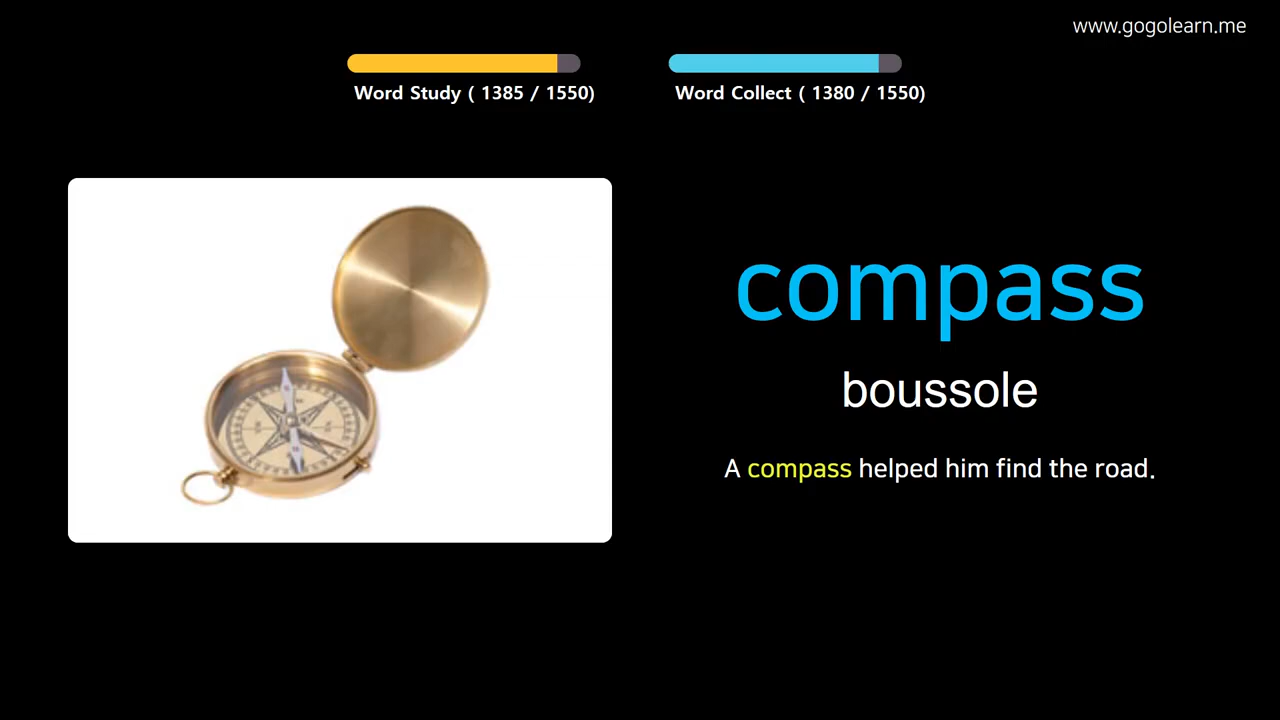 www.gogolearn.me
Word Study ( 1385 / 1550)
Word Collect ( 1380 / 1550)
compass
boussole
A compass helped him find the road.